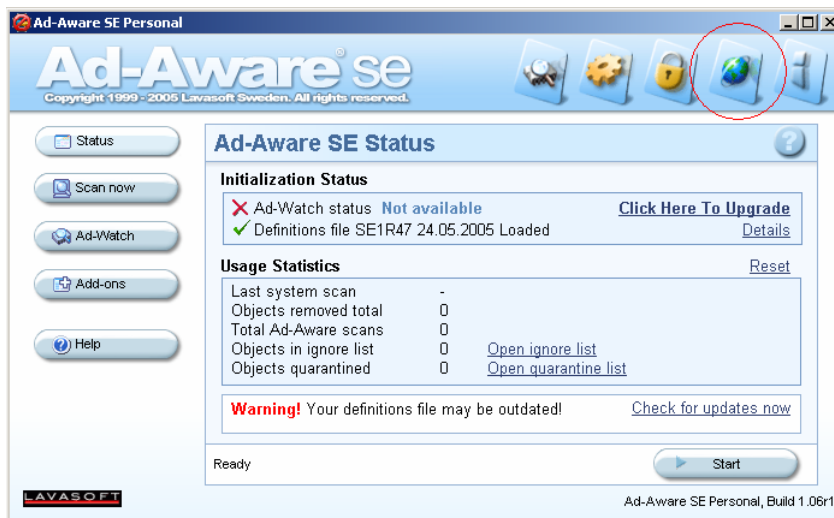 Ad-Aware SE Personal
Ad-Aware® se
Copyright 1999 - 2005 Lavasoft Sweden. All rights reserved.
Status
Scan now
Ad-Watch
Add-ons
Help
Ad-Aware SE Status
?
Initialization Status
Ad-Watch status Not available Click Here To Upgrade
Definitions file SE1R47 24.05.2005 Loaded Details
Usage Statistics Reset
Last system scan -
Objects removed total 0
Total Ad-Aware scans 0
Objects in ignore list 0 Open ignore list
Objects quarantined 0 Open quarantine list
Warning! Your definitions file may be outdated! Check for updates now
Ready
Start
LAVASOFT
Ad-Aware SE Personal, Build 1.06r1